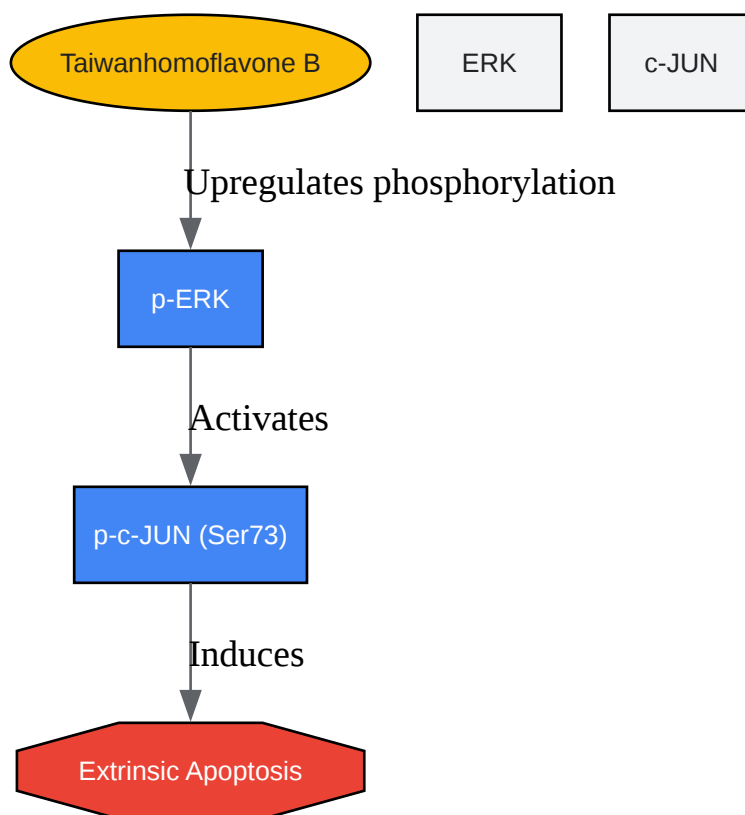 Taiwanhomoflavone B
ERK
c-JUN
Upregulates phosphorylation
p-ERK
Activates
p-c-JUN (Ser73)
Induces
Extrinsic Apoptosis